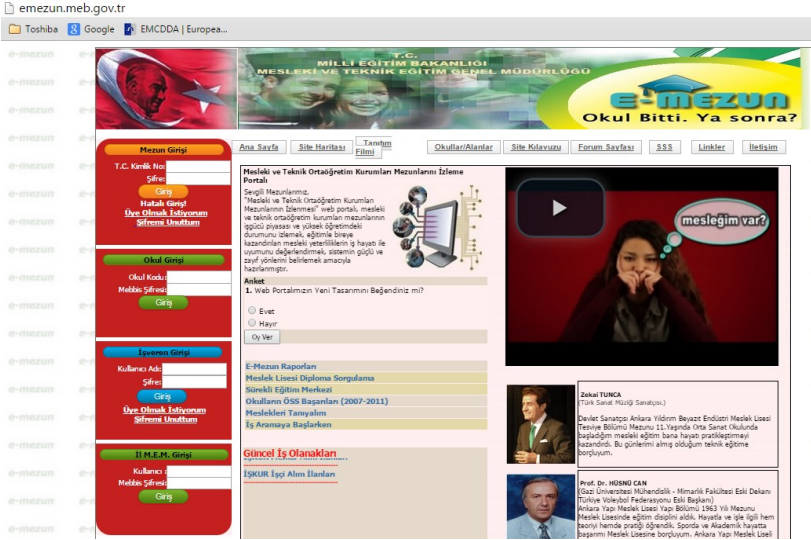 emezun.meb.gov.tr
Toshiba
Google
EMCDDA | Europea...
T.C.
MİLLİ EĞİTİM BAKANLIĞI
MESLEKİ VE TEKNİK EĞİTİM GENEL MÜDÜRLÜĞÜ
E-MEZUN
Okul Bitti. Ya sonra?
Ana Sayfa
Site Haritası
Tanıtım
Filmi
Okullar/Alanlar
Site Kılavuzu
Forum Sayfası
SSS
Linkler
İletişim
Mezun Girişi
T.C. Kimlik No:
Şifre:
Giriş
Hatalı Giriş!
Üye Olmak İstiyorum
Şifremi Unuttum
Okul Girişi
Okul Kodu:
Mebbis Şifresi:
Giriş
İşveren Girişi
Kullanıcı Adı:
Şifre:
Giriş
Üye Olmak İstiyorum
Şifremi Unuttum
İl M.E.M. Girişi
Kullanıcı :
Mebbis Şifresi:
Giriş
Mesleki ve Teknik Ortaöğretim Kurumları Mezunlarını İzleme
Portalı
Sevgili Mezunlarımız,
"Mesleki ve Teknik Ortaöğretim Kurumları
Mezunlarının İzlenmesi" web portalı, mesleki
ve teknik ortaöğretim kurumları mezunlarının
işgücü piyasası ve yüksek öğretimdeki
durumunu izlemek, eğitimle bireye
kazandırılan mesleki yeterliliklerin iş hayatı ile
uyumunu değerlendirmek, sistemin güçlü ve
zayıf yönlerini belirlemek amacıyla
hazırlanmıştır.
Anket
1. Web Portalımızın Yeni Tasarımını Beğendiniz mi?
Evet
Hayır
Oy Ver
E-Mezun Raporları
Meslek Lisesi Diploma Sorgulama
Sürekli Eğitim Merkezi
Okulların ÖSS Başarıları (2007-2011)
Meslekleri Tanıyalım
İş Aramaya Başlarken
Güncel İş Olanakları
İŞKUR İşçi Alım İlanları
mesleğim var?
Zekai TUNCA
(Türk Sanat Müziği Sanatçısı.)
Devlet Sanatçısı Ankara Yıldırım Beyazıt Endüstri Meslek Lisesi
Tesviye Bölümü Mezunu 11.Yaşında Orta Sanat Okulunda
başladığım mesleki eğitim bana hayatı pratikleştirmeyi
kazandırdı. Bu günlerimi almış olduğum teknik eğitime
borçluyum.
Prof. Dr. HÜSNÜ CAN
(Gazi Üniversitesi Mühendislik - Mimarlık Fakültesi Eski Dekanı
Türkiye Voleybol Federasyonu Eski Başkanı)
Ankara Yapı Meslek Lisesi Yapı Bölümü 1963 Yılı Mezunu
Meslek Lisesinde eğitim disiplini aldık. Hayatla ve işle ilgili hem
teoriyi hemde pratiği öğrendik. Sporda ve Akademik hayatta
başarımı Meslek Lisesine borçluyum. Ankara Yapı Meslek Liseli